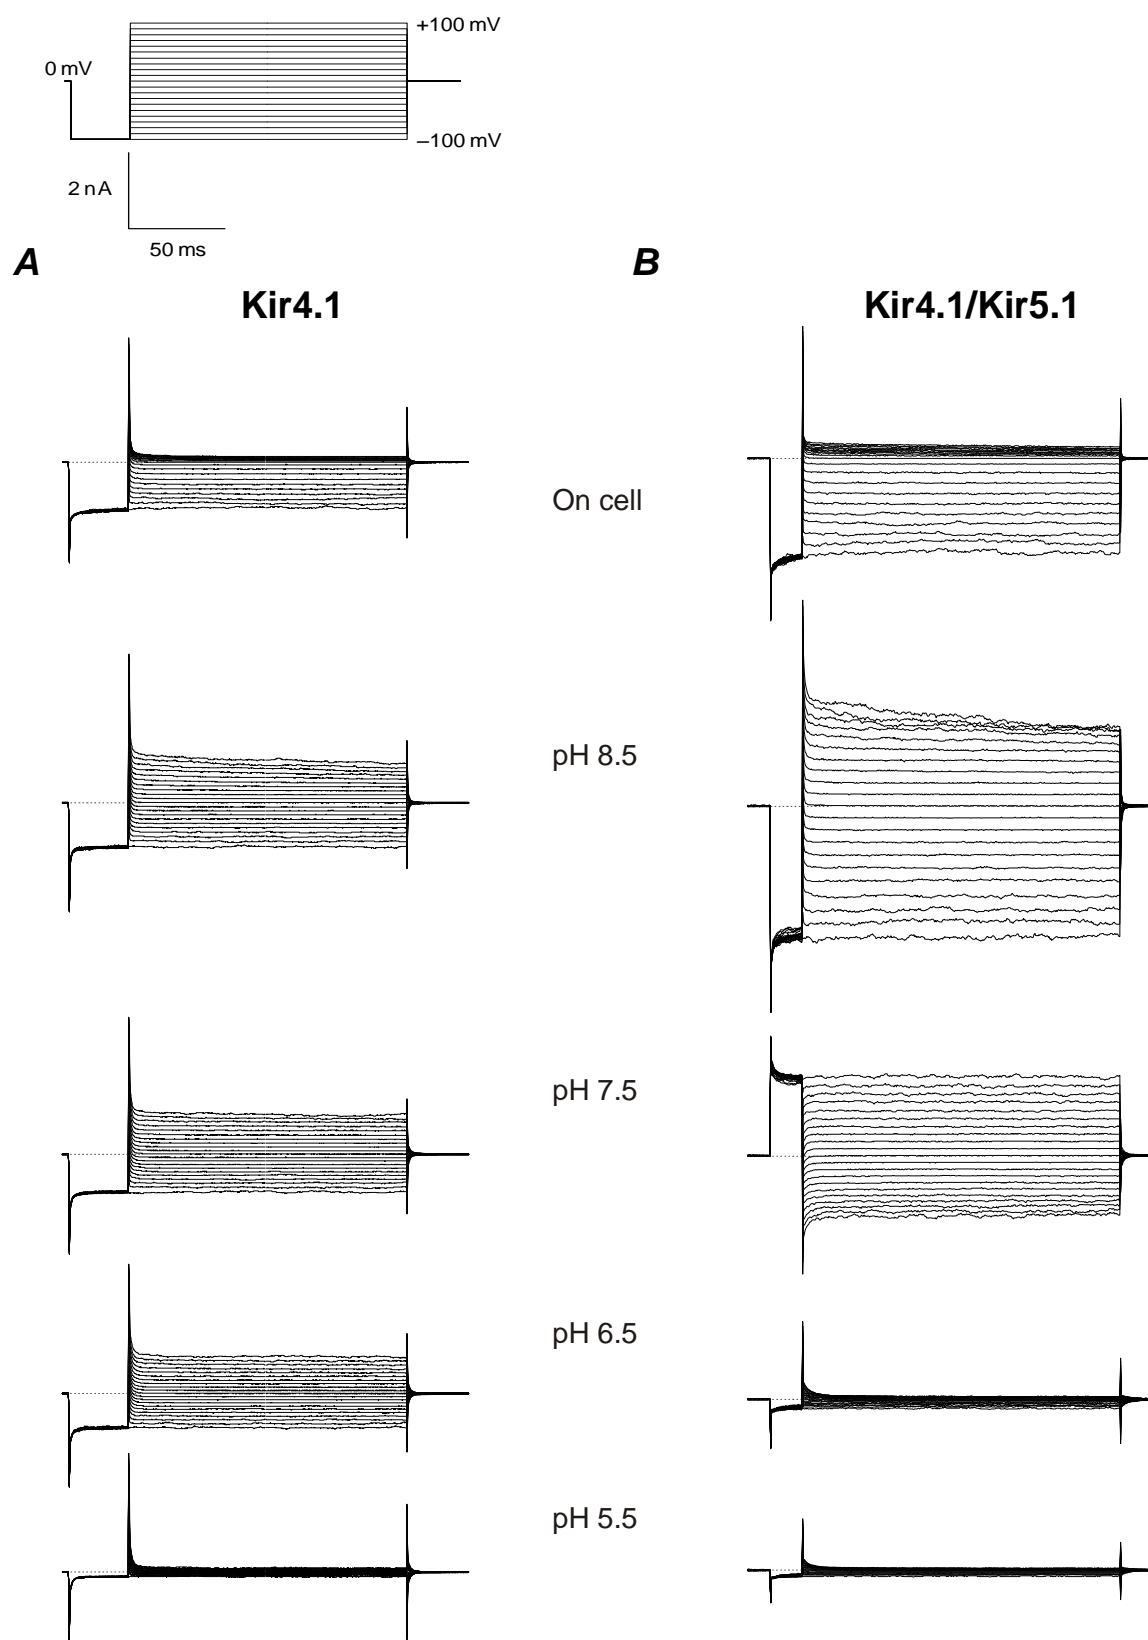 +100 mV
0 mV
–100 mV
2 nA
50 ms
A
B
Kir4.1
Kir4.1/Kir5.1
On cell
pH 8.5
pH 7.5
pH 6.5
pH 5.5